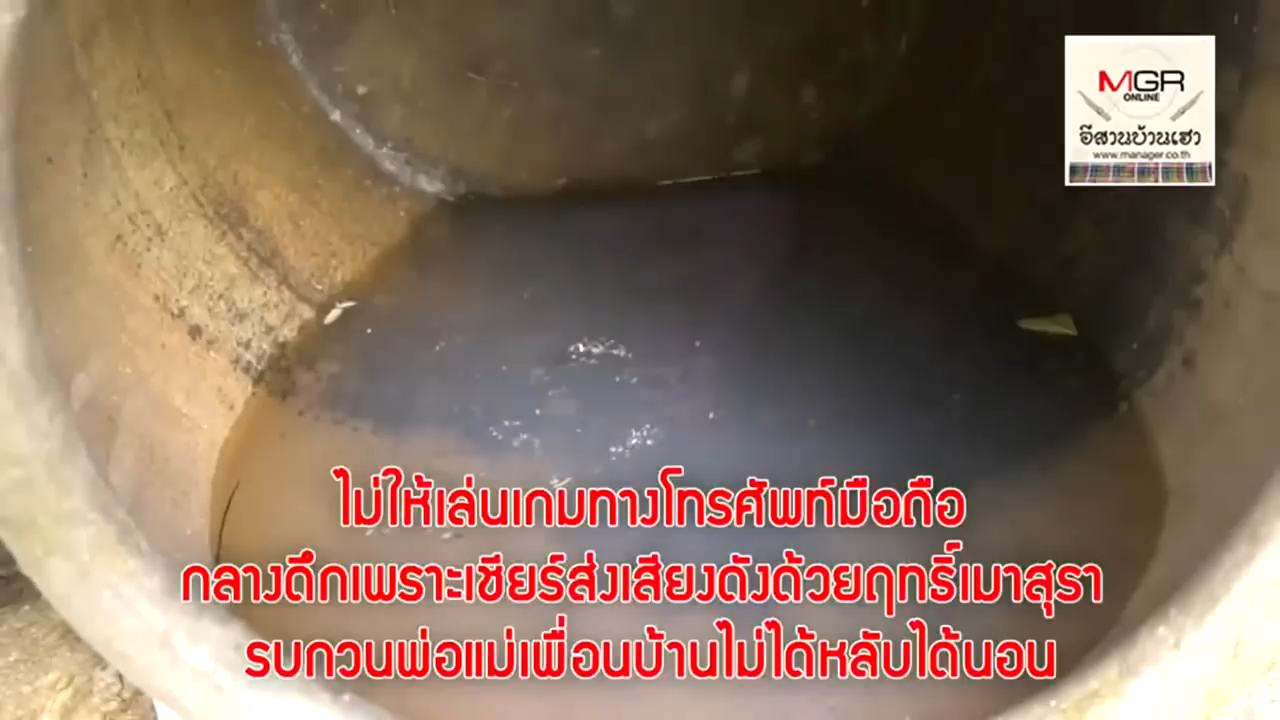 MGR
ONLINE
อีสานบ้านเฮา
www.manager.co.th
ไม่ให้เล่นเกมทางโทรศัพท์มือถือ
กลางดึกเพราะเชียร์ส่งเสียงดังด้วยฤทธิ์เมาสุรา
รบกวนพ่อแม่เพื่อนบ้านไม่ได้หลับได้นอน